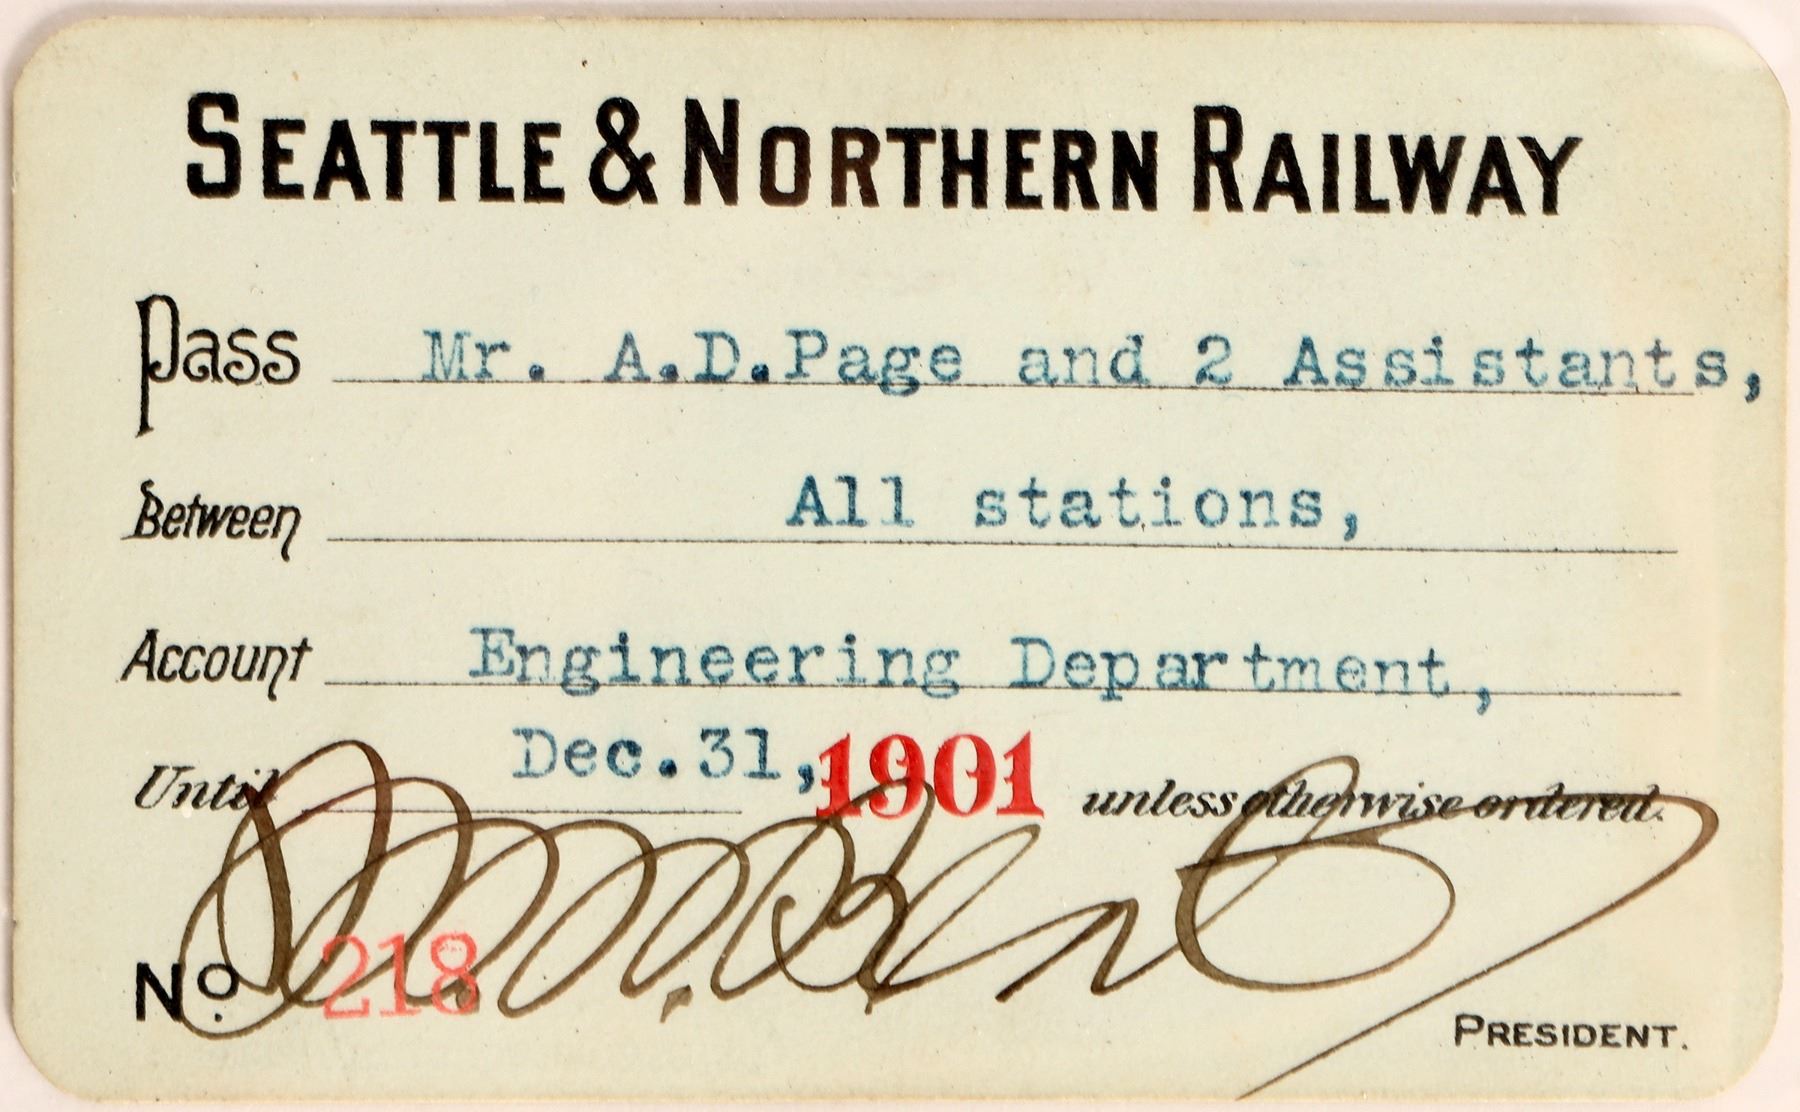 SEATTLE & NORTHERN RAILWAY
Pass Mr. A.D.Page and 2 Assistants,
Between All stations,
Account Engineering Department,
Until Dec.31, 1901 unless otherwise ordered.
No. 218
PRESIDENT.